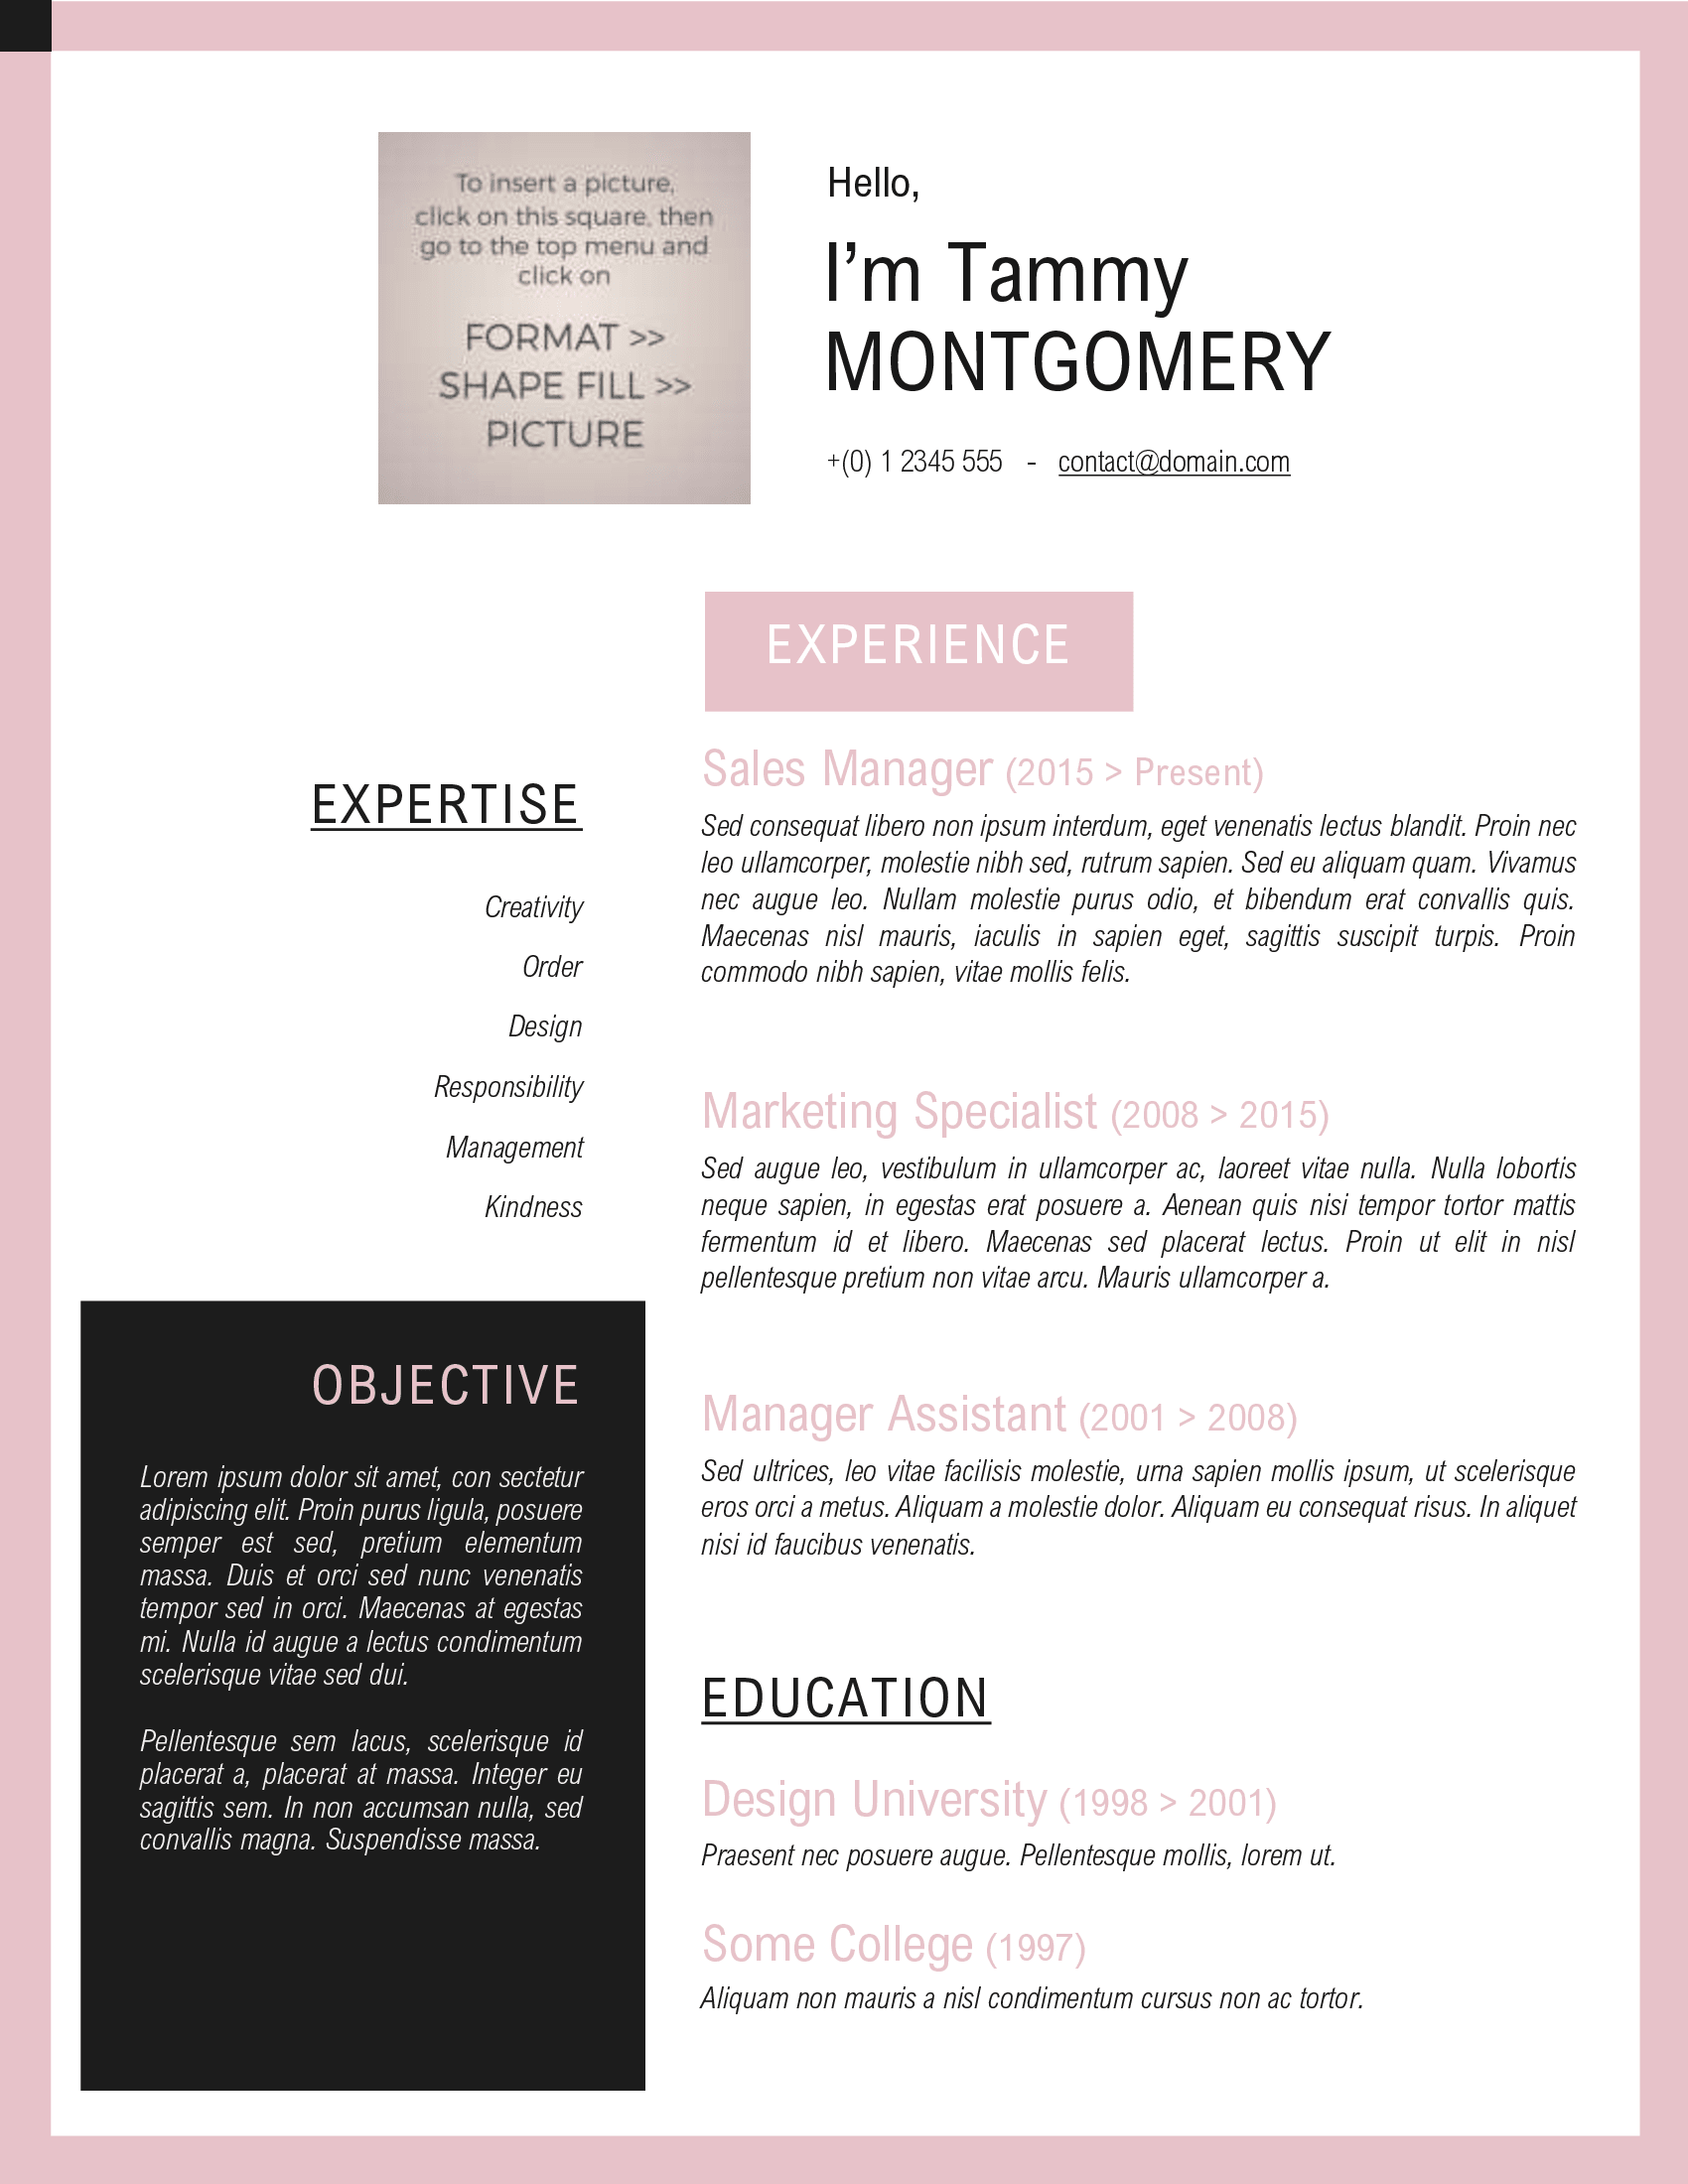 To insert a picture,
click on this square, then
go to the top menu and
click on
FORMAT >>
SHAPE FILL >>
PICTURE
Hello,
I’m Tammy
MONTGOMERY
+(0) 1 2345 555 - contact@domain.com
EXPERTISE
Creativity
Order
Design
Responsibility
Management
Kindness
OBJECTIVE
Lorem ipsum dolor sit amet, con sectetur
adipiscing elit. Proin purus ligula, posuere
semper est sed, pretium elementum
massa. Duis et orci sed nunc venenatis
tempor sed in orci. Maecenas at egestas
mi. Nulla id augue a lectus condimentum
scelerisque vitae sed dui.
Pellentesque sem lacus, scelerisque id
placerat a, placerat at massa. Integer eu
sagittis sem. In non accumsan nulla, sed
convallis magna. Suspendisse massa.
EXPERIENCE
Sales Manager (2015 > Present)
Sed consequat libero non ipsum interdum, eget venenatis lectus blandit. Proin nec
leo ullamcorper, molestie nibh sed, rutrum sapien. Sed eu aliquam quam. Vivamus
nec augue leo. Nullam molestie purus odio, et bibendum erat convallis quis.
Maecenas nisl mauris, iaculis in sapien eget, sagittis suscipit turpis. Proin
commodo nibh sapien, vitae mollis felis.
Marketing Specialist (2008 > 2015)
Sed augue leo, vestibulum in ullamcorper ac, laoreet vitae nulla. Nulla lobortis
neque sapien, in egestas erat posuere a. Aenean quis nisi tempor tortor mattis
fermentum id et libero. Maecenas sed placerat lectus. Proin ut elit in nisl
pellentesque pretium non vitae arcu. Mauris ullamcorper a.
Manager Assistant (2001 > 2008)
Sed ultrices, leo vitae facilisis molestie, urna sapien mollis ipsum, ut scelerisque
eros orci a metus. Aliquam a molestie dolor. Aliquam eu consequat risus. In aliquet
nisi id faucibus venenatis.
EDUCATION
Design University (1998 > 2001)
Praesent nec posuere augue. Pellentesque mollis, lorem ut.
Some College (1997)
Aliquam non mauris a nisl condimentum cursus non ac tortor.